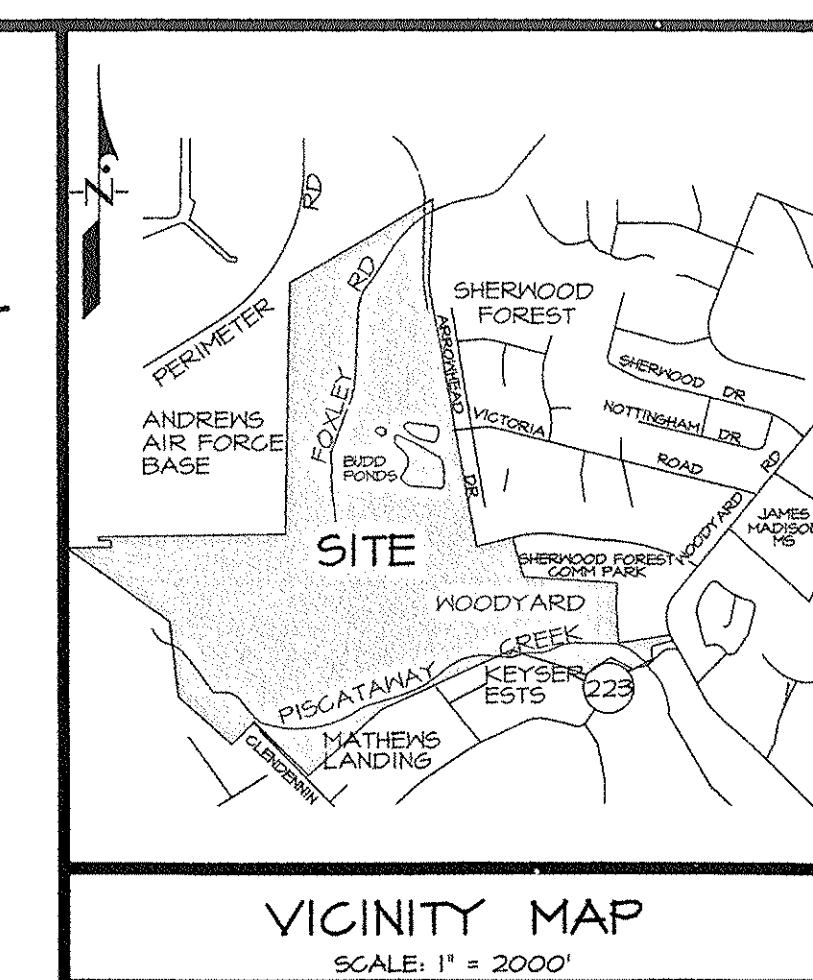 N
RD
PERIMETER
RD
FOXLEY
ANDREWS
AIR FORCE
BASE
BUDD
PONDS
SHERWOOD
FOREST
ARROWHEAD
DR
VICTORIA
ROAD
SHERWOOD DR
NOTTINGHAM
DR
WOODYARD
RD
JAMES
MADISON
MS
SITE
SHERWOOD FOREST
COMM PARK
WOODYARD
PISCATAWAY
CREEK
KEYSER
ESTS
223
MATHEWS
LANDING
CLENDENNIN
VICINITY MAP
SCALE: 1" = 2000'